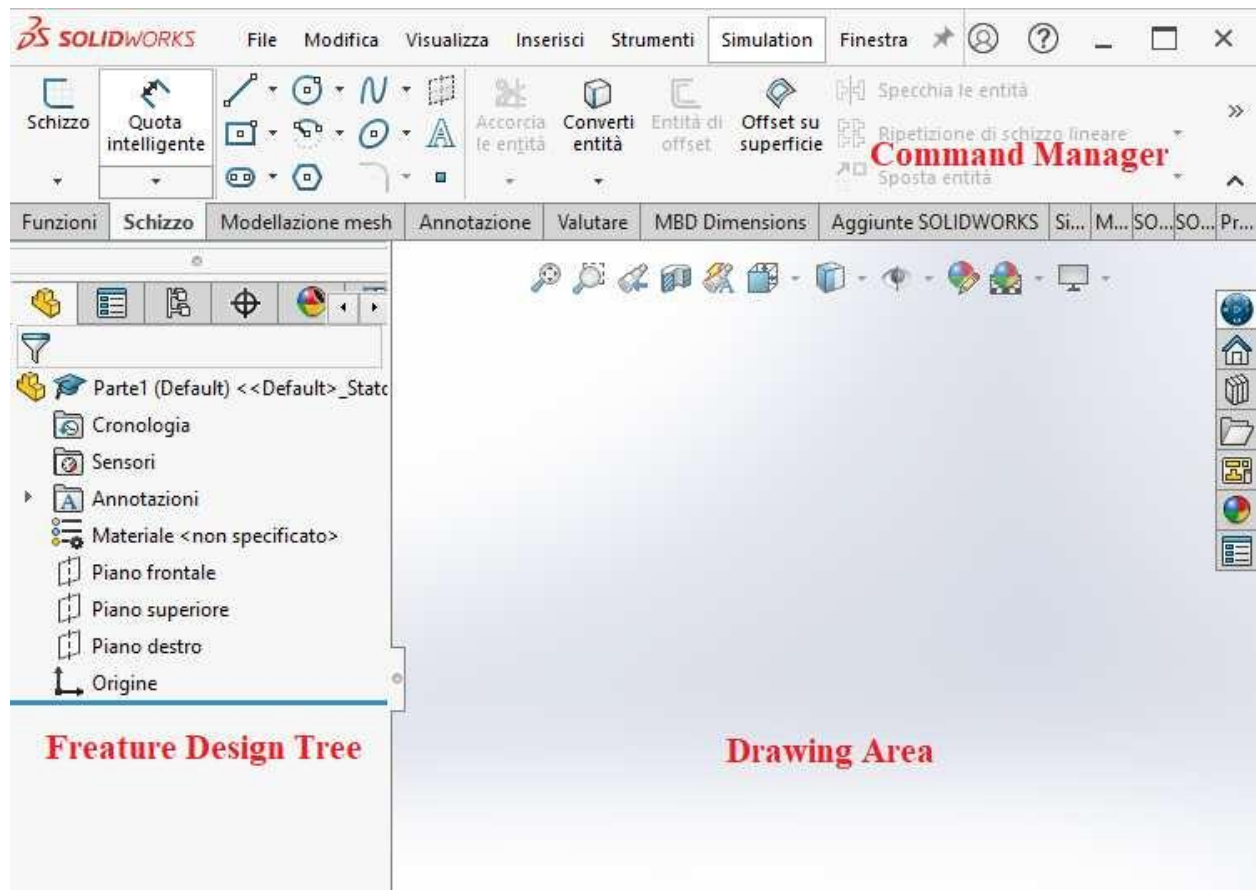 SOLIDWORKS File Modifica Visualizza Inserisci Strumenti Simulation Finestra
Schizzo
Quota intelligente
Accorcia le entità
Converti entità
Entità di offset
Offset su superficie
Specchia le entità
Ripetizione di schizzo lineare
Sposta entità
Command Manager
Funzioni Schizzo Modellazione mesh Annotazione Valutare MBD Dimensions Aggiunte SOLIDWORKS Si... M... SO... SO... Pr...
Parte1 (Default) <<Default>_Stato
Cronologia
Sensori
Annotazioni
Materiale <non specificato>
Piano frontale
Piano superiore
Piano destro
Origine
Freature Design Tree
Drawing Area